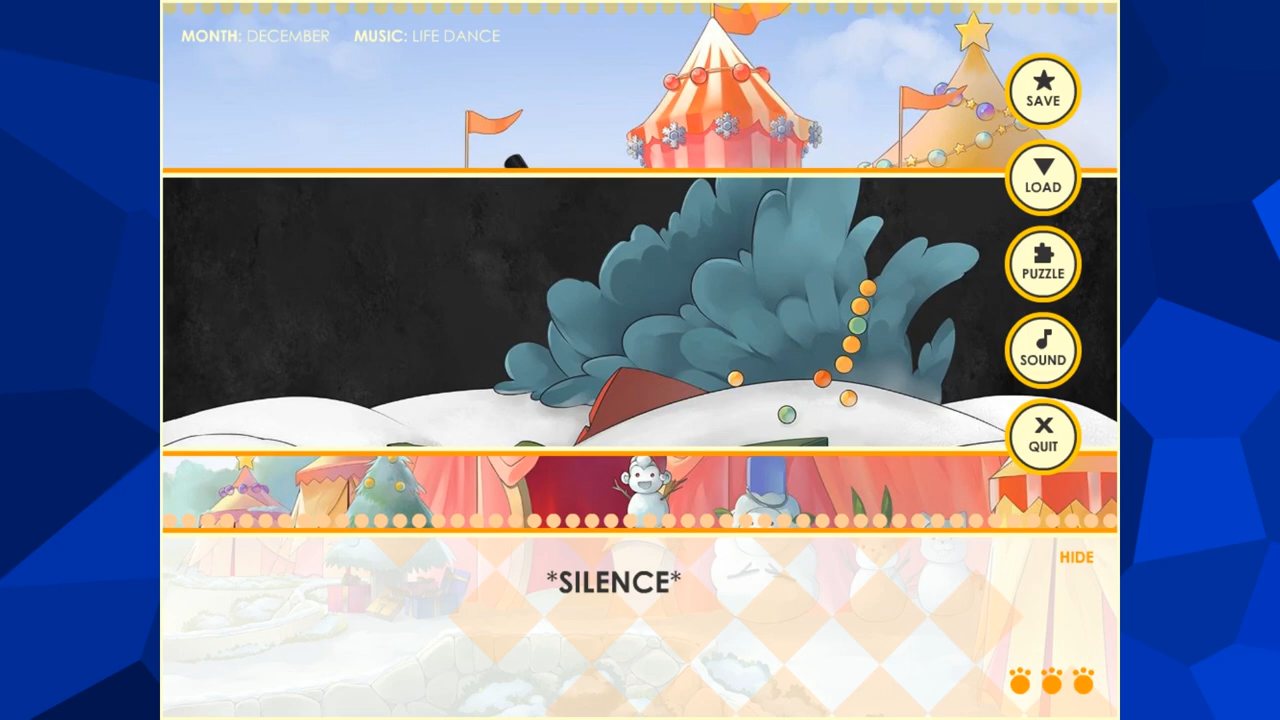 MONTH: DECEMBER MUSIC: LIFE DANCE
SAVE
LOAD
PUZZLE
SOUND
QUIT
HIDE
*SILENCE*